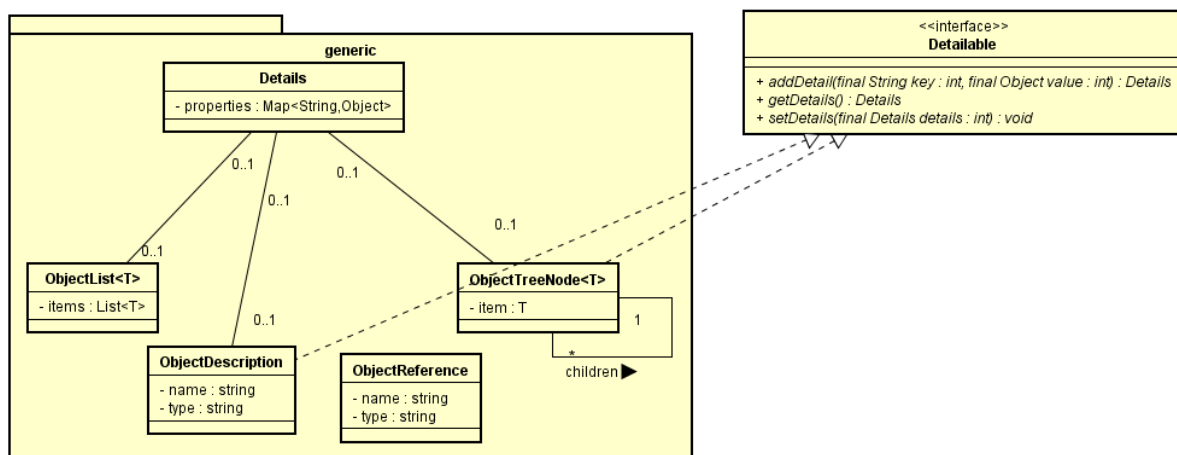 generic
Details
- properties : Map<String,Object>
0..1
0..1
0..1
0..1
0..1
0..1
ObjectList<T>
- items : List<T>
ObjectTreeNode<T>
- item : T
1
*
children
ObjectDescription
- name : string
- type : string
ObjectReference
- name : string
- type : string
<<interface>>
Detailable
+ addDetail(final String key : int, final Object value : int) : Details
+ getDetails() : Details
+ setDetails(final Details details : int) : void